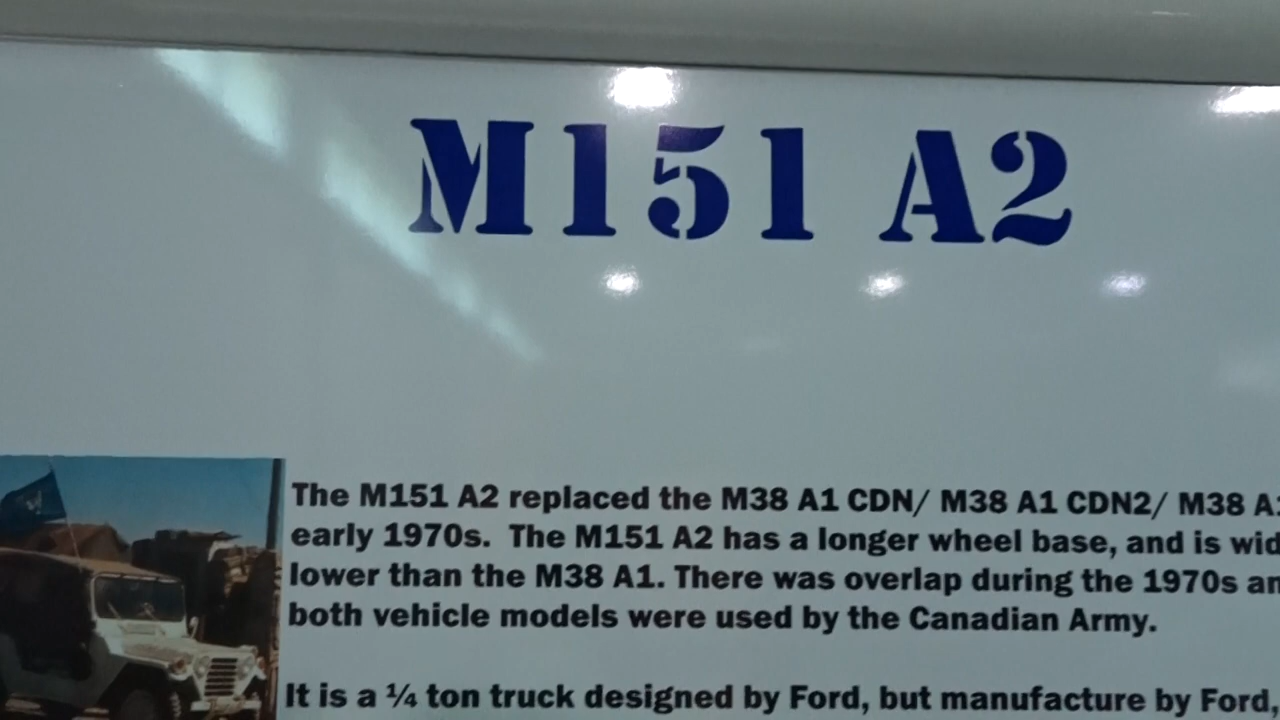 M151 A2
The M151 A2 replaced the M38 A1 CDN/ M38 A1 CDN2/ M38
early 1970s. The M151 A2 has a longer wheel base, and is
lower than the M38 A1. There was overlap during the 1970s
both vehicle models were used by the Canadian Army.
It is a ¼ ton truck designed by Ford, but manufacture by Ford,